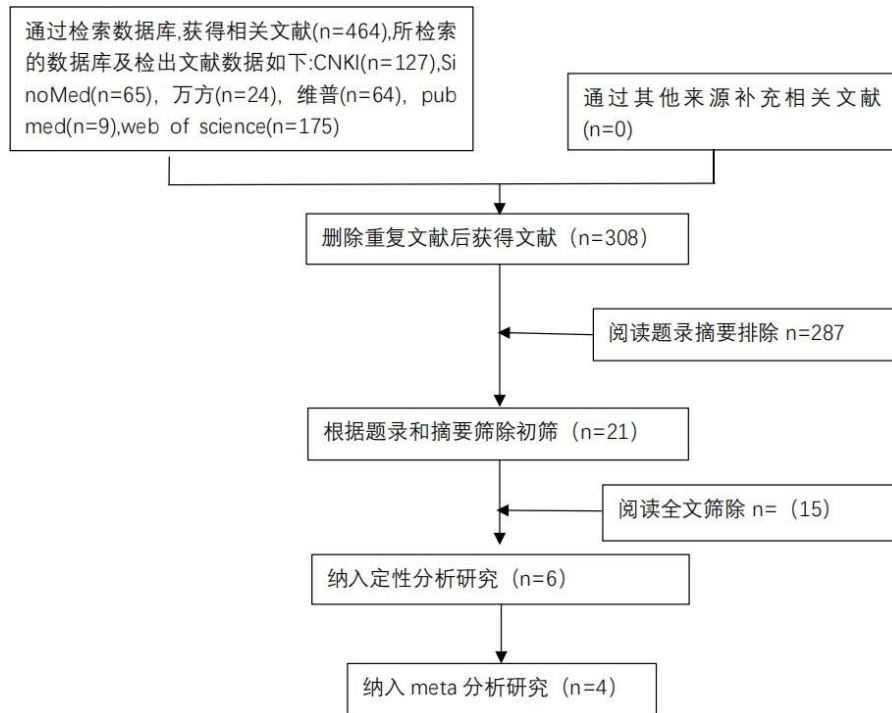 通过检索数据库,获得相关文献(n=464),所检索
的数据库及检出文献数据如下:CNKI(n=127),Si
noMed(n=65), 万方(n=24), 维普(n=64), pub
med(n=9),web of science(n=175)
通过其他来源补充相关文献
(n=0)
删除重复文献后获得文献（n=308）
阅读题录摘要排除 n=287
根据题录和摘要筛除初筛（n=21）
阅读全文筛除 n=（15）
纳入定性分析研究（n=6）
纳入 meta 分析研究（n=4）